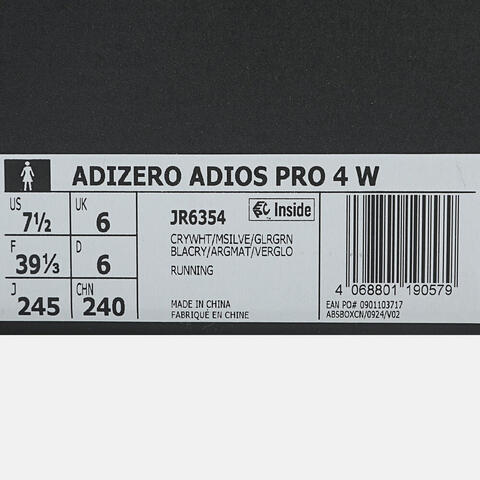 ADIZERO ADIOS PRO 4 W
US 7½ UK 6
F 39⅓ D 6
J 245 CHN 240
JR6354 Inside
CRYWHT/MSILVE/GLRGRN
BLACRY/ARGMAT/VERGLO
RUNNING
MADE IN CHINA
FABRIQUÉ EN CHINE
4 068801 190579
EAN PO# 0901103717
ABSBOXCN/0924/V02